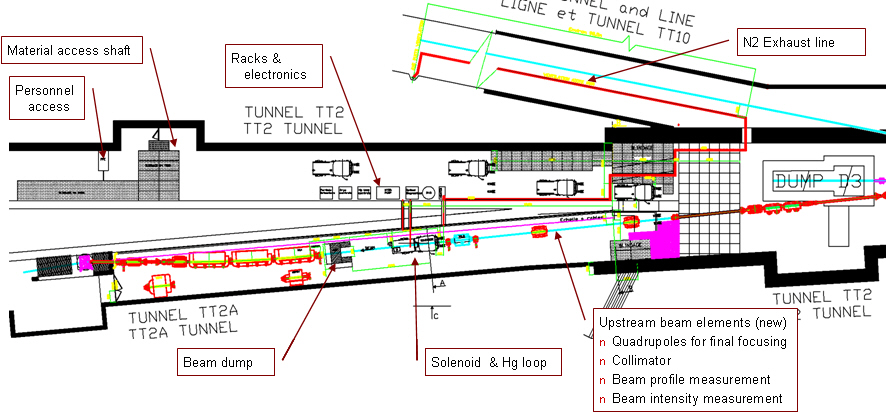 TUNNEL and LINE
LIGNE et TUNNEL TT10
Material access shaft
Racks &
electronics
N2 Exhaust line
Personnel
access
TUNNEL TT2
TT2 TUNNEL
BLINDAGE
DUMP D3
BLINDAGE
A
C
TUNNEL TT2A
TT2A TUNNEL
TUNNEL TT2
TT2 TUNNEL
Beam dump
Solenoid & Hg loop
Upstream beam elements (new)
n Quadrupoles for final focusing
n Collimator
n Beam profile measurement
n Beam intensity measurement